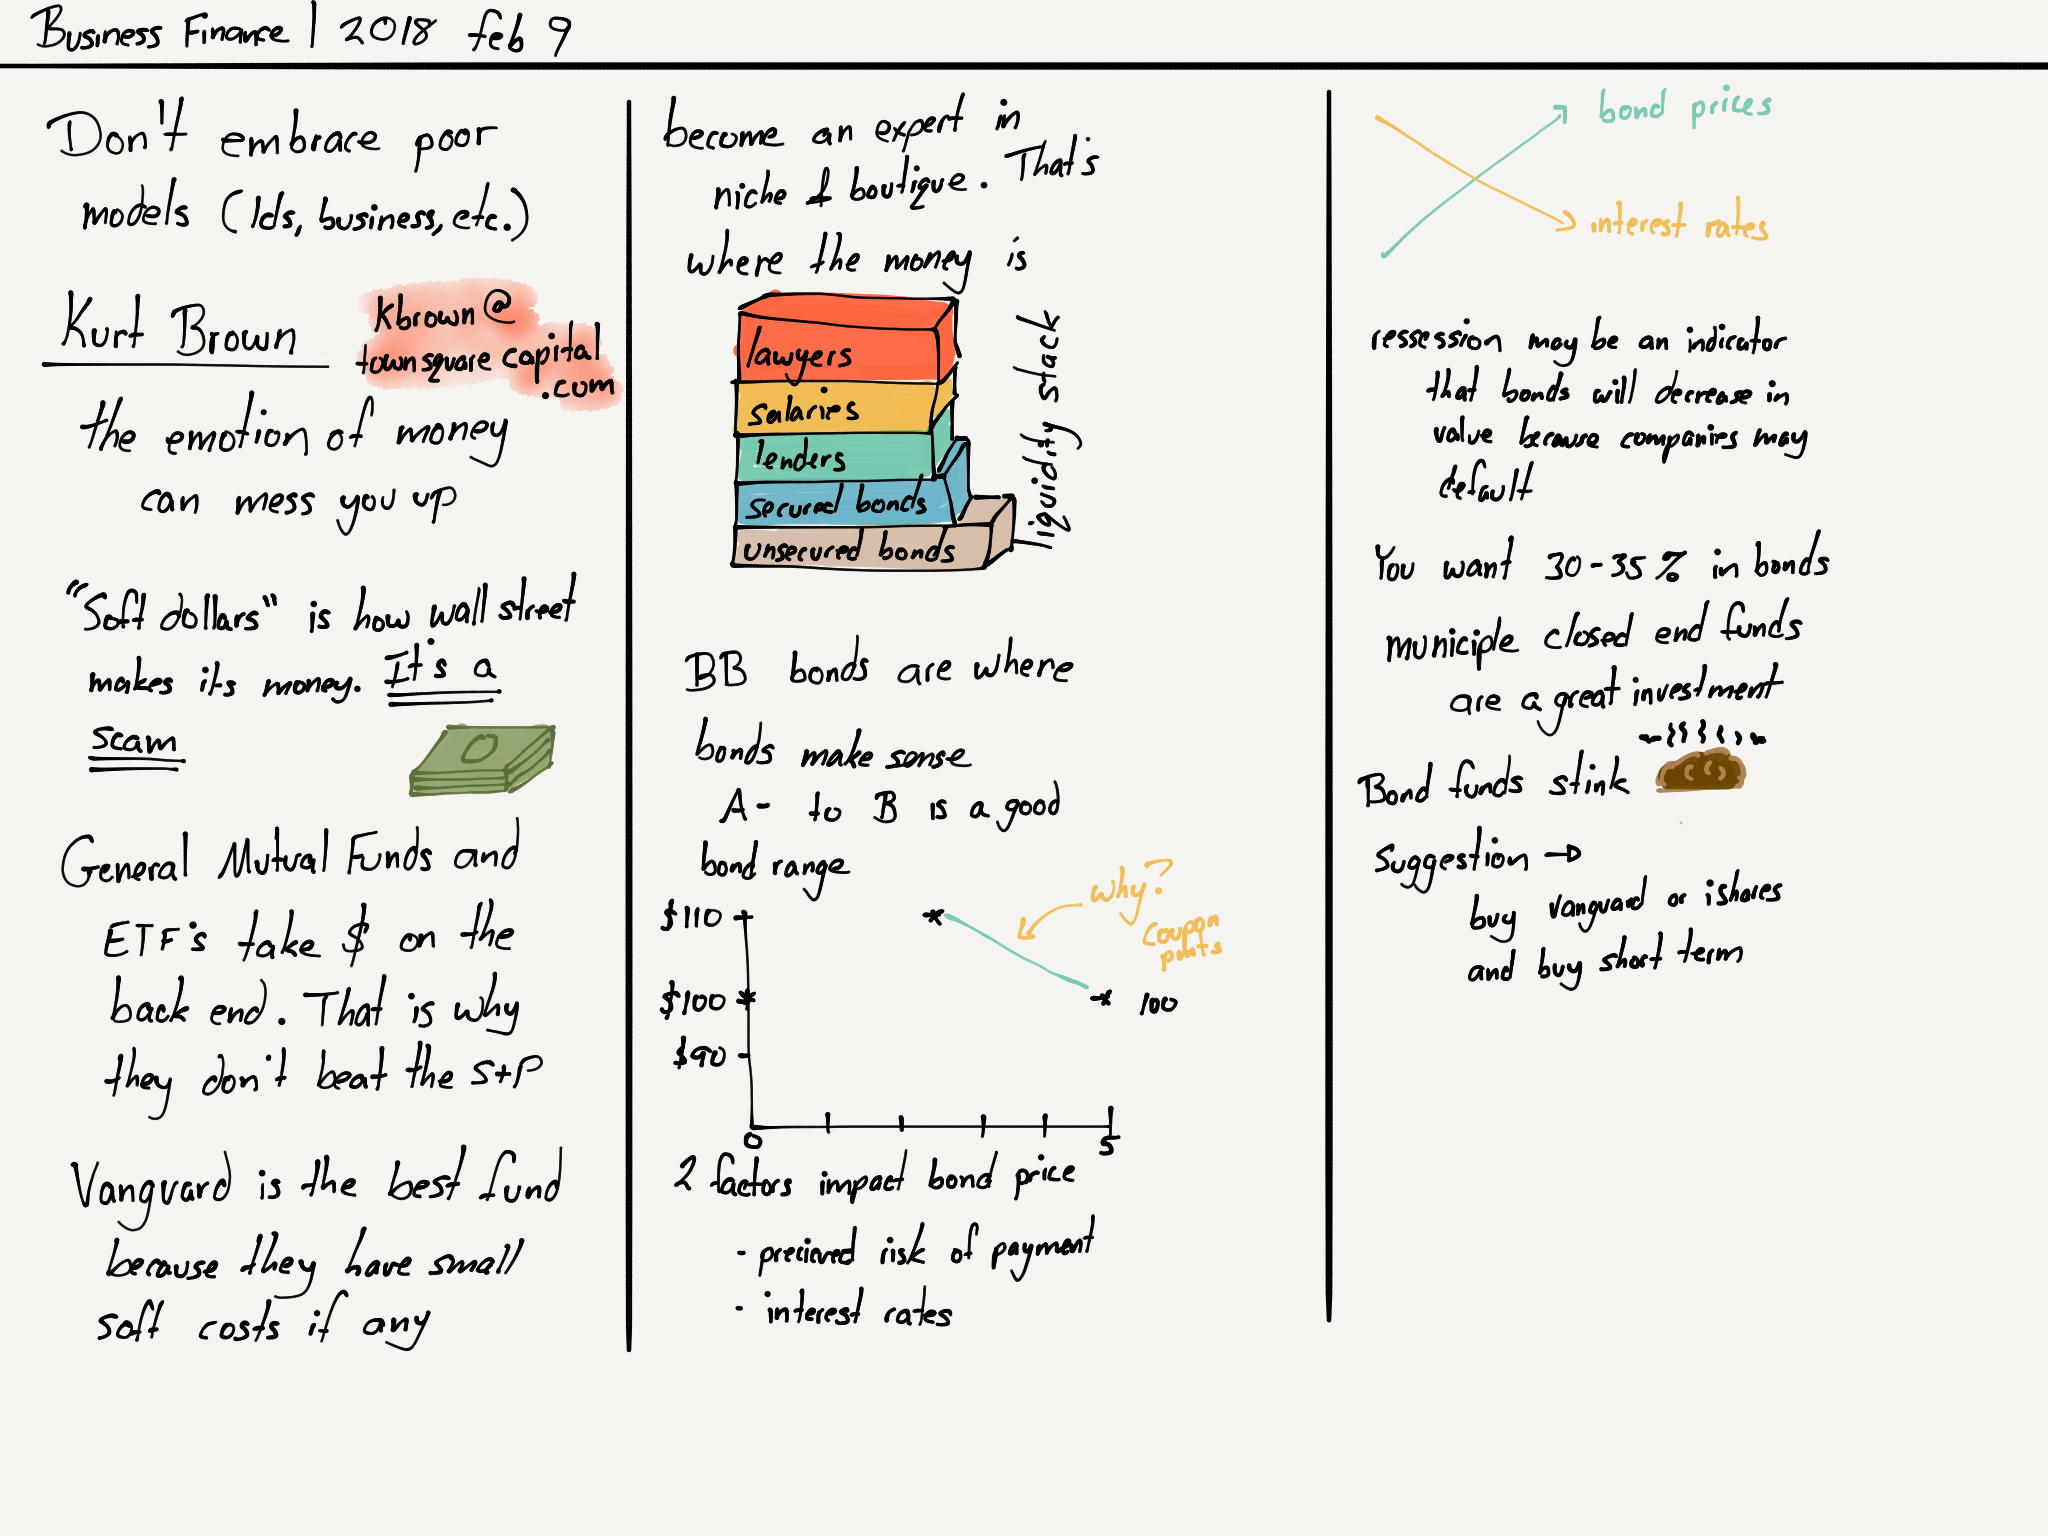 Business Finance | 2018 feb 9
Don't embrace poor
models (lds, business, etc.)
Kurt Brown
Kbrown@
townsquarecapital
.com
the emotion of money
can mess you up
"Soft dollars" is how wall street
makes its money. It's a
scam
General Mutual Funds and
ETF's take $ on the
back end. That is why
they don't beat the S+P
Vanguard is the best fund
because they have small
soft costs if any
become an expert in
niche & boutique. That's
where the money is
lawyers
salaries
lenders
secured bonds
unsecured bonds
liquidity stack
BB bonds are where
bonds make sense
A- to B is a good
bond range
why?
coupon
$110
$100
$90
100
0
5
2 factors impact bond price
- precieved risk of payment
- interest rates
bond prices
interest rates
ressession may be an indicator
that bonds will decrease in
value because companies may
default
You want 30-35% in bonds
municiple closed end funds
are a great investment
Bond funds stink
Suggestion →
buy vanguard or ishares
and buy short term